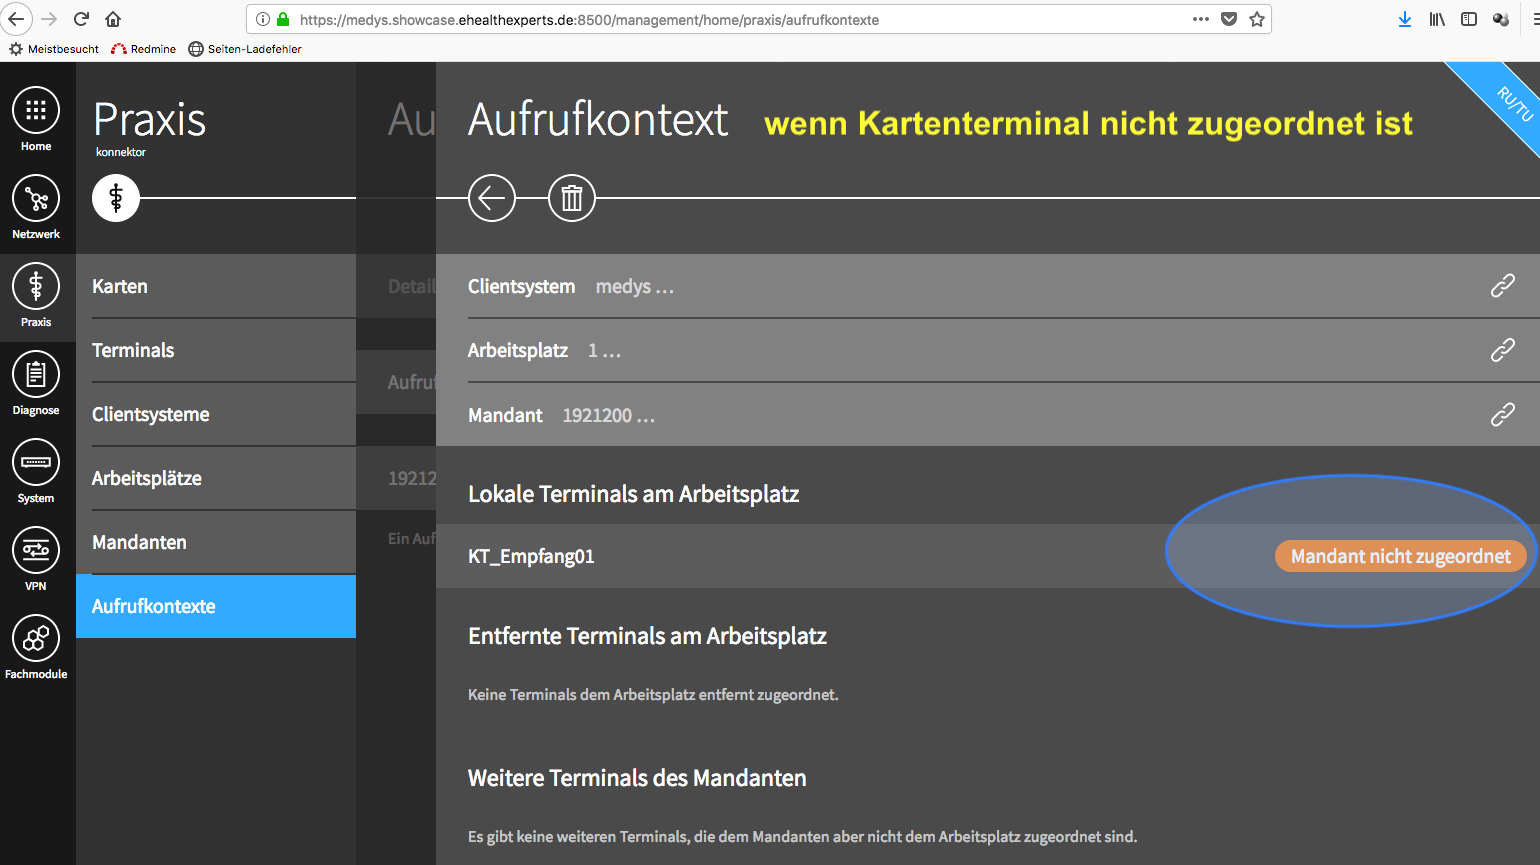 https://medys.showcase.ehealthexperts.de:8500/management/home/praxis/aufrufkontexte
Meistbesucht Redmine Seiten-Ladefehler
Home
Netzwerk
Praxis
Diagnose
System
VPN
Fachmodule
Praxis
konnektor
Karten
Terminals
Clientsysteme
Arbeitsplätze
Mandanten
Aufrufkontexte
Au
Detail
Aufruf
19212
Ein Auf
Aufrufkontext wenn Kartenterminal nicht zugeordnet ist
RU/TU
Clientsystem medys ...
Arbeitsplatz 1 ...
Mandant 1921200 ...
Lokale Terminals am Arbeitsplatz
KT_Empfang01 Mandant nicht zugeordnet
Entfernte Terminals am Arbeitsplatz
Keine Terminals dem Arbeitsplatz entfernt zugeordnet.
Weitere Terminals des Mandanten
Es gibt keine weiteren Terminals, die dem Mandanten aber nicht dem Arbeitsplatz zugeordnet sind.